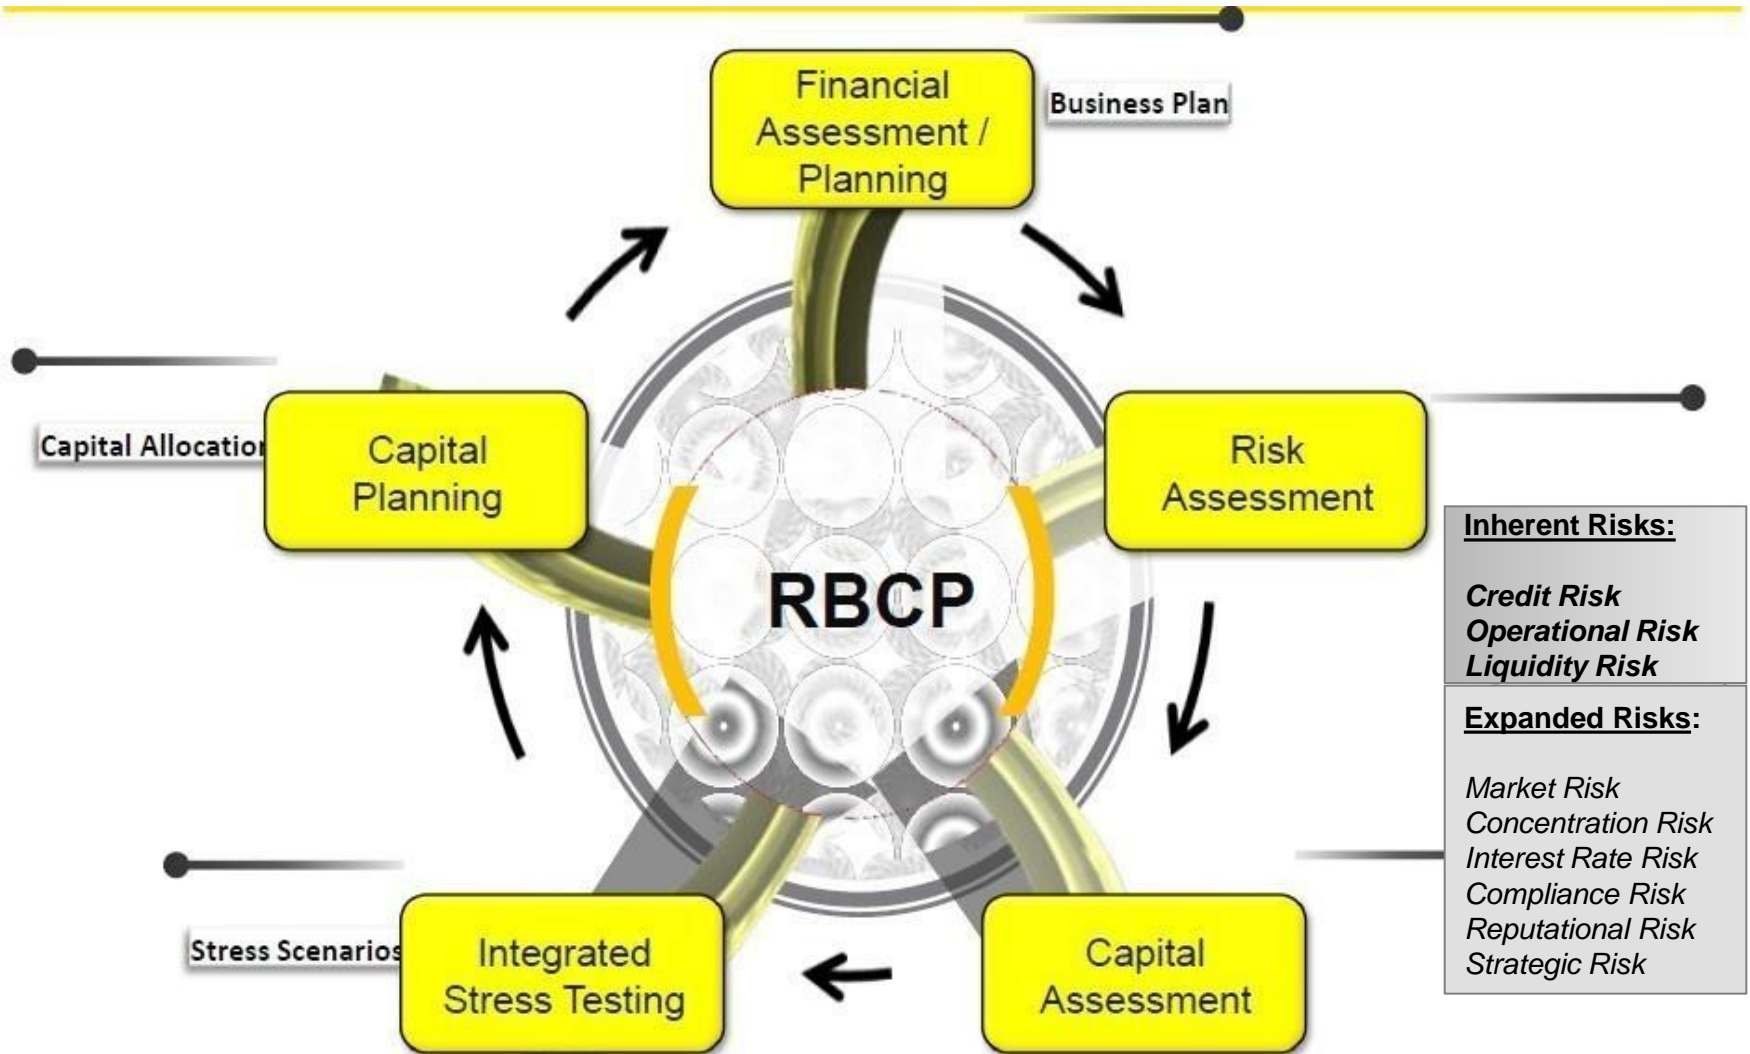 Financial
Assessment /
Planning
Business Plan
Capital Allocation
Capital
Planning
Risk
Assessment
Inherent Risks:
Credit Risk
Operational Risk
Liquidity Risk
RBCP
Expanded Risks:
Market Risk
Concentration Risk
Interest Rate Risk
Compliance Risk
Reputational Risk
Strategic Risk
Stress Scenarios
Integrated
Stress Testing
Capital
Assessment